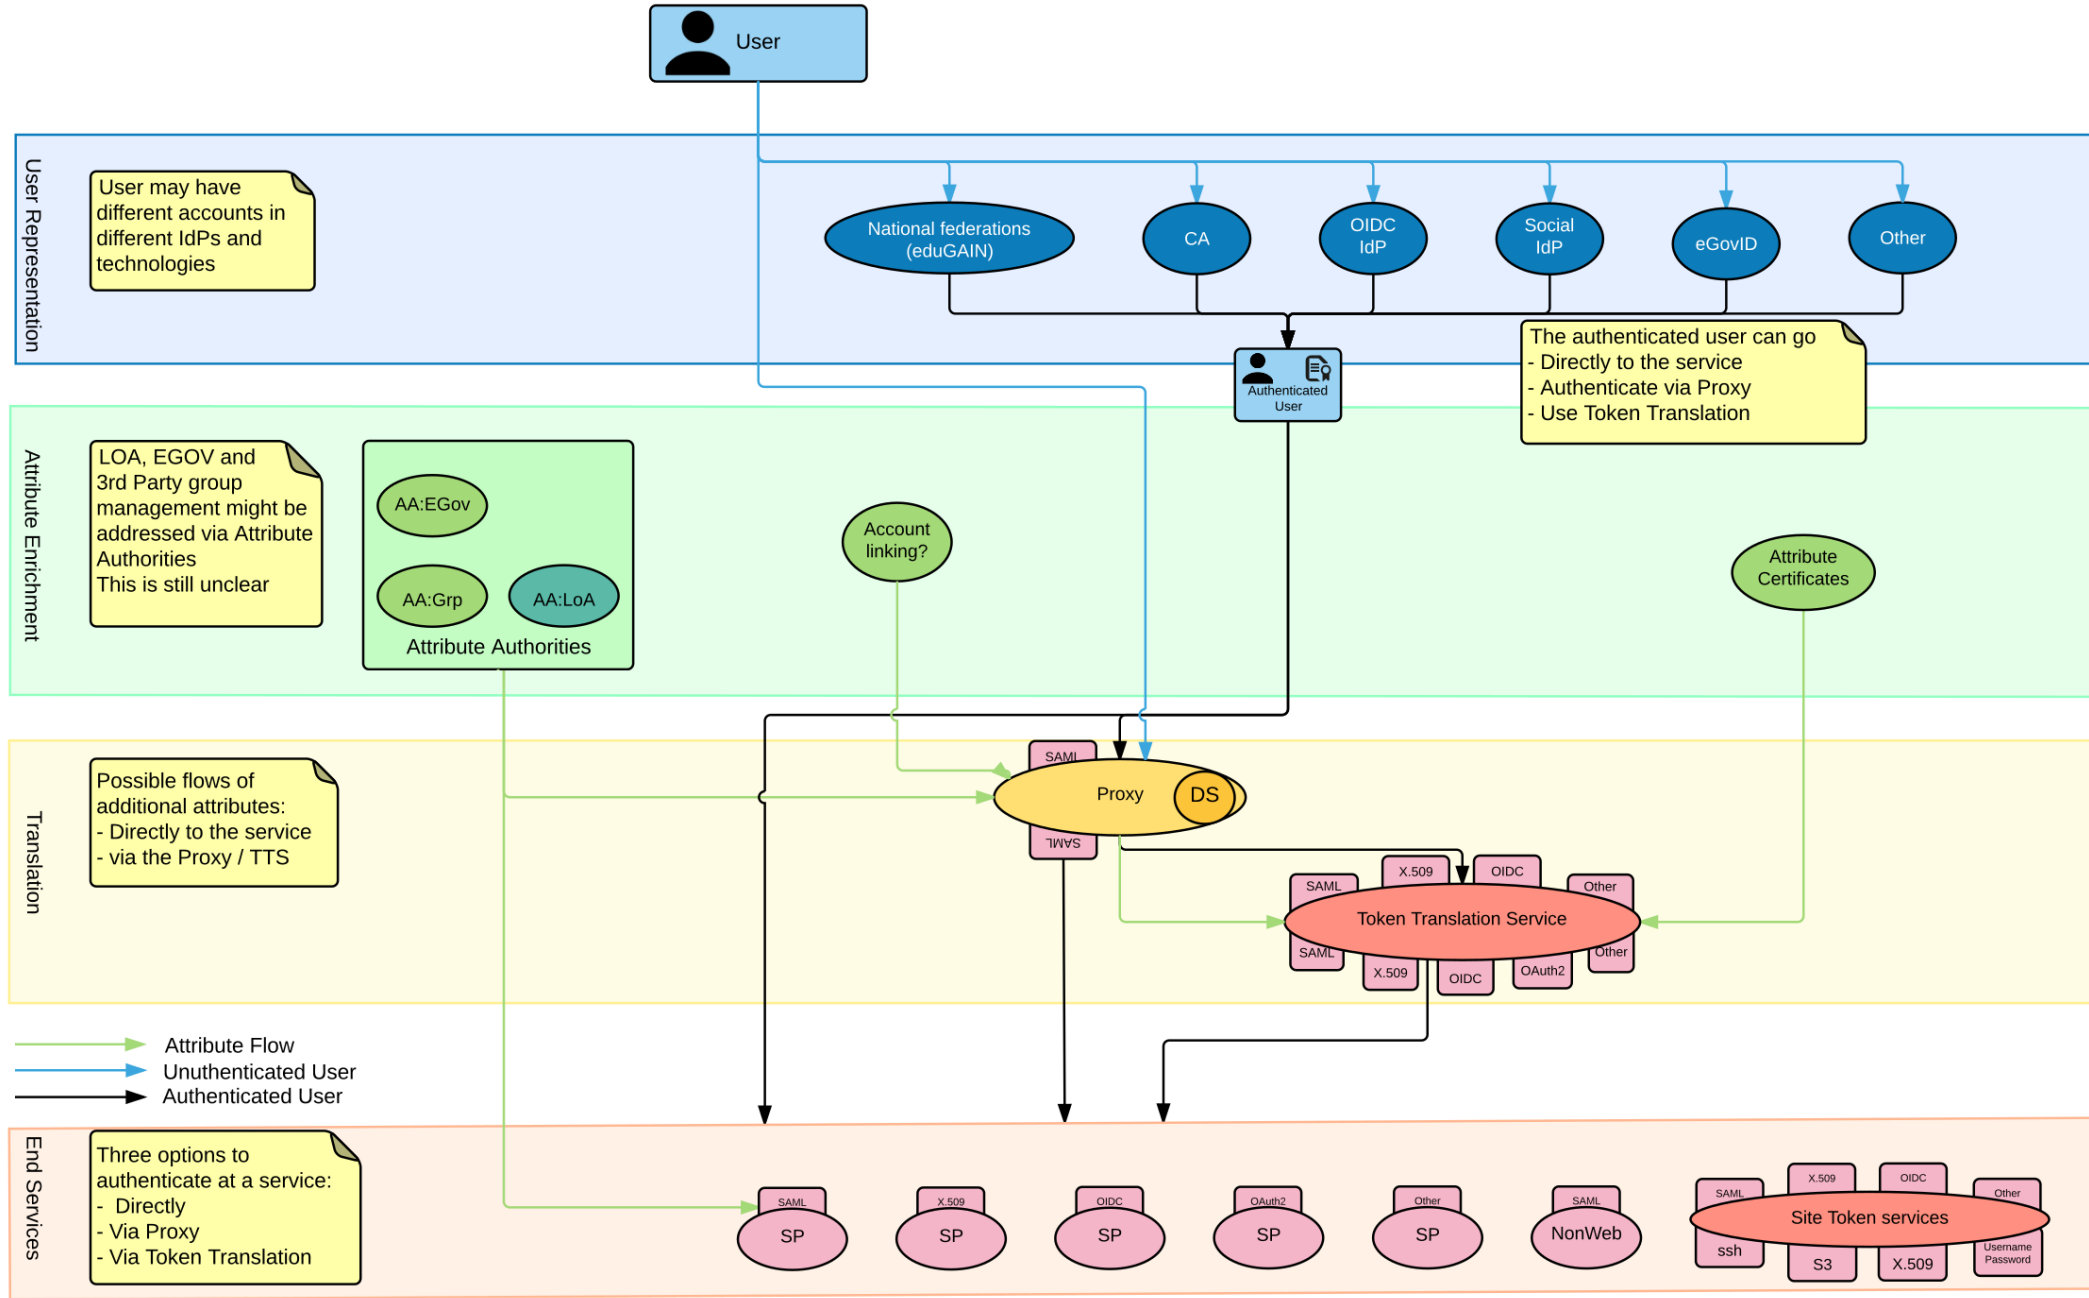 User
User Representation
User may have
different accounts in
different IdPs and
technologies
National federations
(eduGAIN)
CA
OIDC
IdP
Social
IdP
eGovID
Other
Authenticated
User
The authenticated user can go
- Directly to the service
- Authenticate via Proxy
- Use Token Translation
Attribute Enrichment
LOA, EGOV and
3rd Party group
management might be
addressed via Attribute
Authorities
This is still unclear
AA:EGov
AA:Grp
AA:LoA
Attribute Authorities
Account
linking?
Attribute
Certificates
Translation
Possible flows of
additional attributes:
- Directly to the service
- via the Proxy / TTS
SAML
Proxy
DS
SAML
SAML
X.509
OIDC
Other
Token Translation Service
SAML
X.509
OIDC
OAuth2
Other
Attribute Flow
Unuthenticated User
Authenticated User
End Services
Three options to
authenticate at a service:
- Directly
- Via Proxy
- Via Token Translation
SAML
SP
X.509
SP
OIDC
SP
OAuth2
SP
Other
SP
SAML
NonWeb
SAML
X.509
OIDC
Other
Site Token services
ssh
S3
X.509
Username
Password